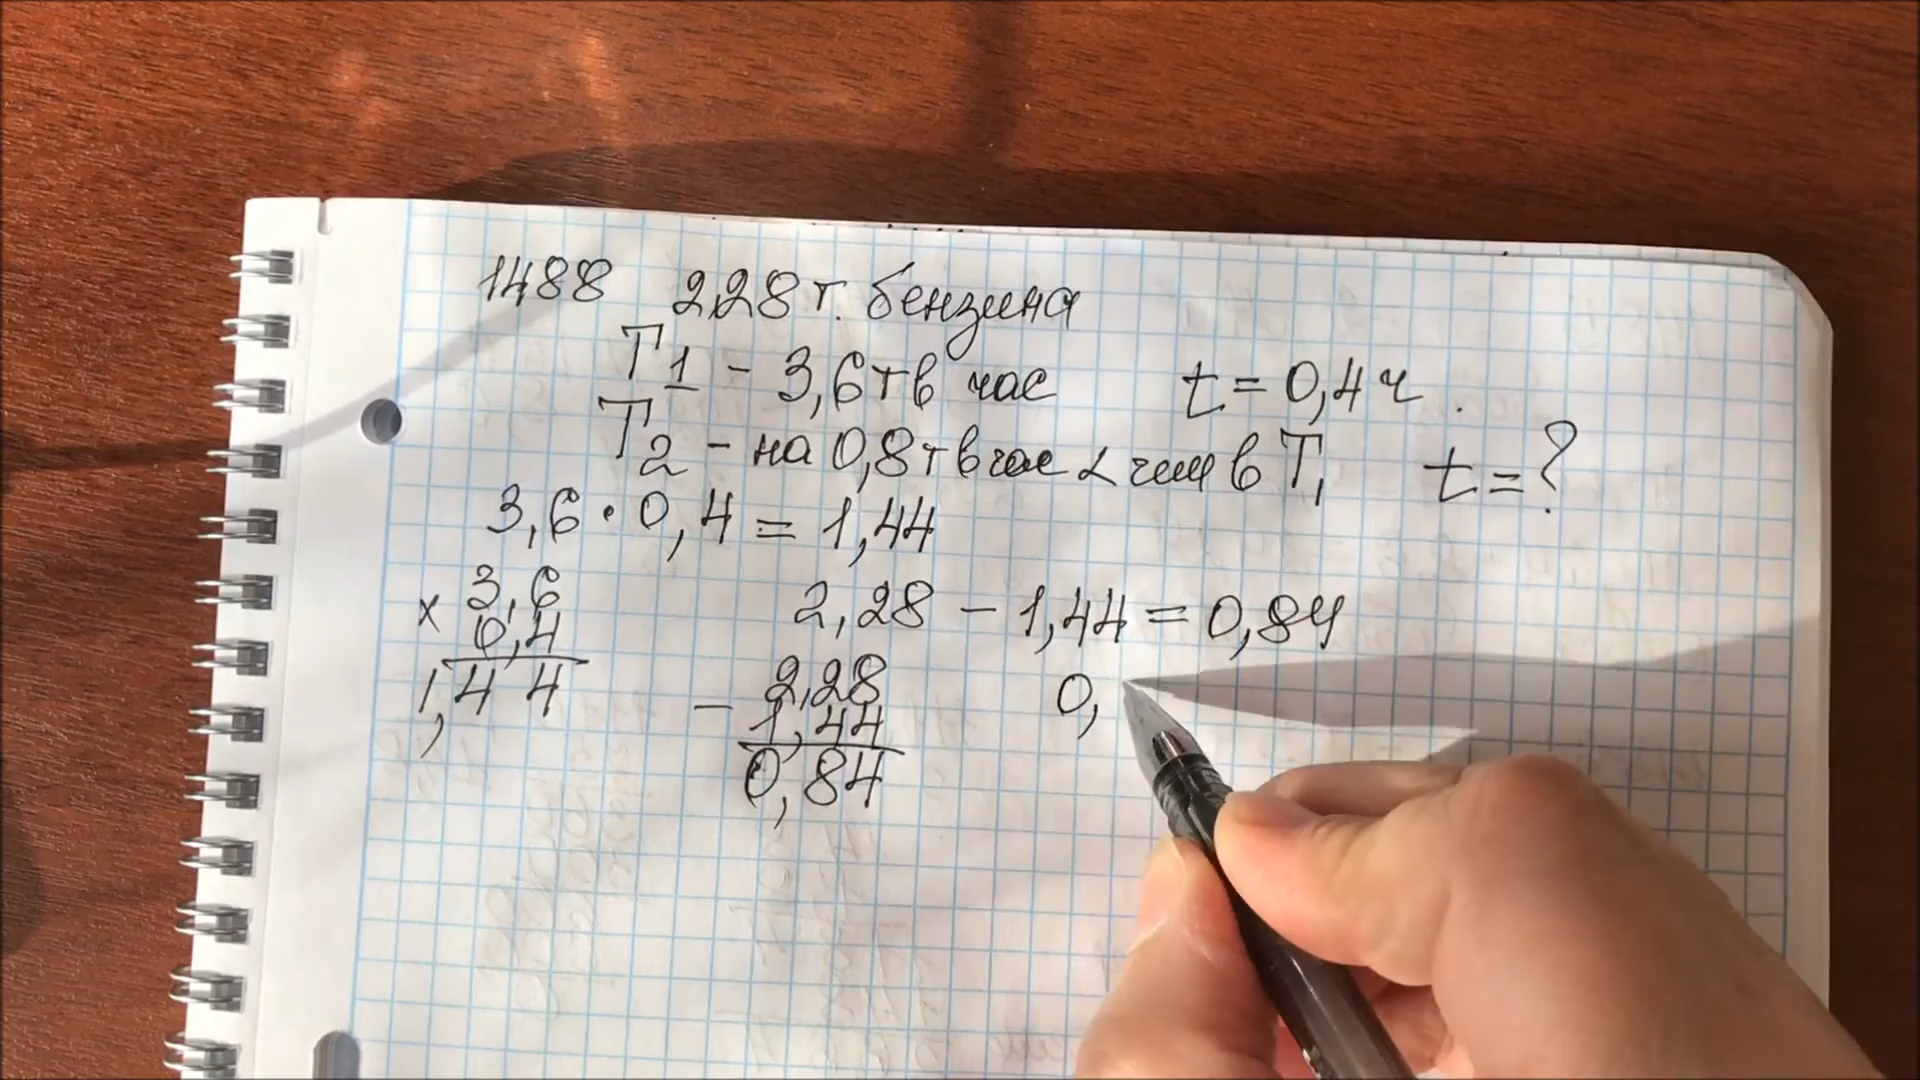 1488 2,28 т. бензина
Т1 - 3,6 т в час t = 0,4 ч.
Т2 - на 0,8 т в час < чем в Т1 t = ?
3,6 · 0,4 = 1,44
× 3,6
0,4
1,44
2,28 - 1,44 = 0,84
- 2,28
1,44
0,84
0,